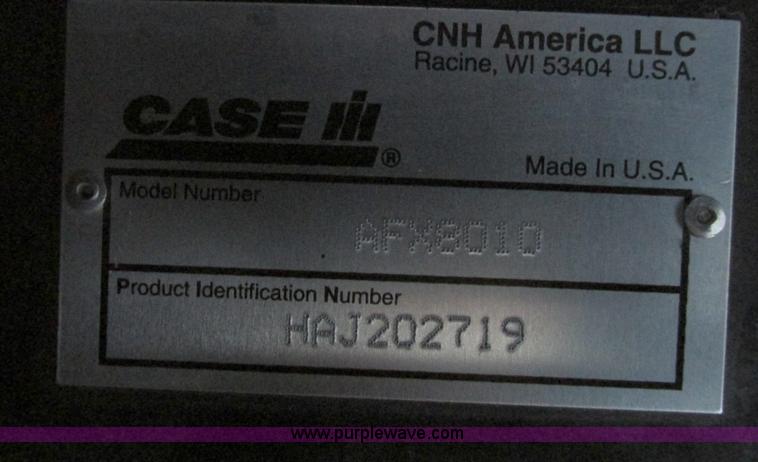 CNH America LLC
Racine, WI 53404 U.S.A.
CASE IH ®
Made In U.S.A.
Model Number
AFX8010
Product Identification Number
HAJ202719
www.purplewave.com